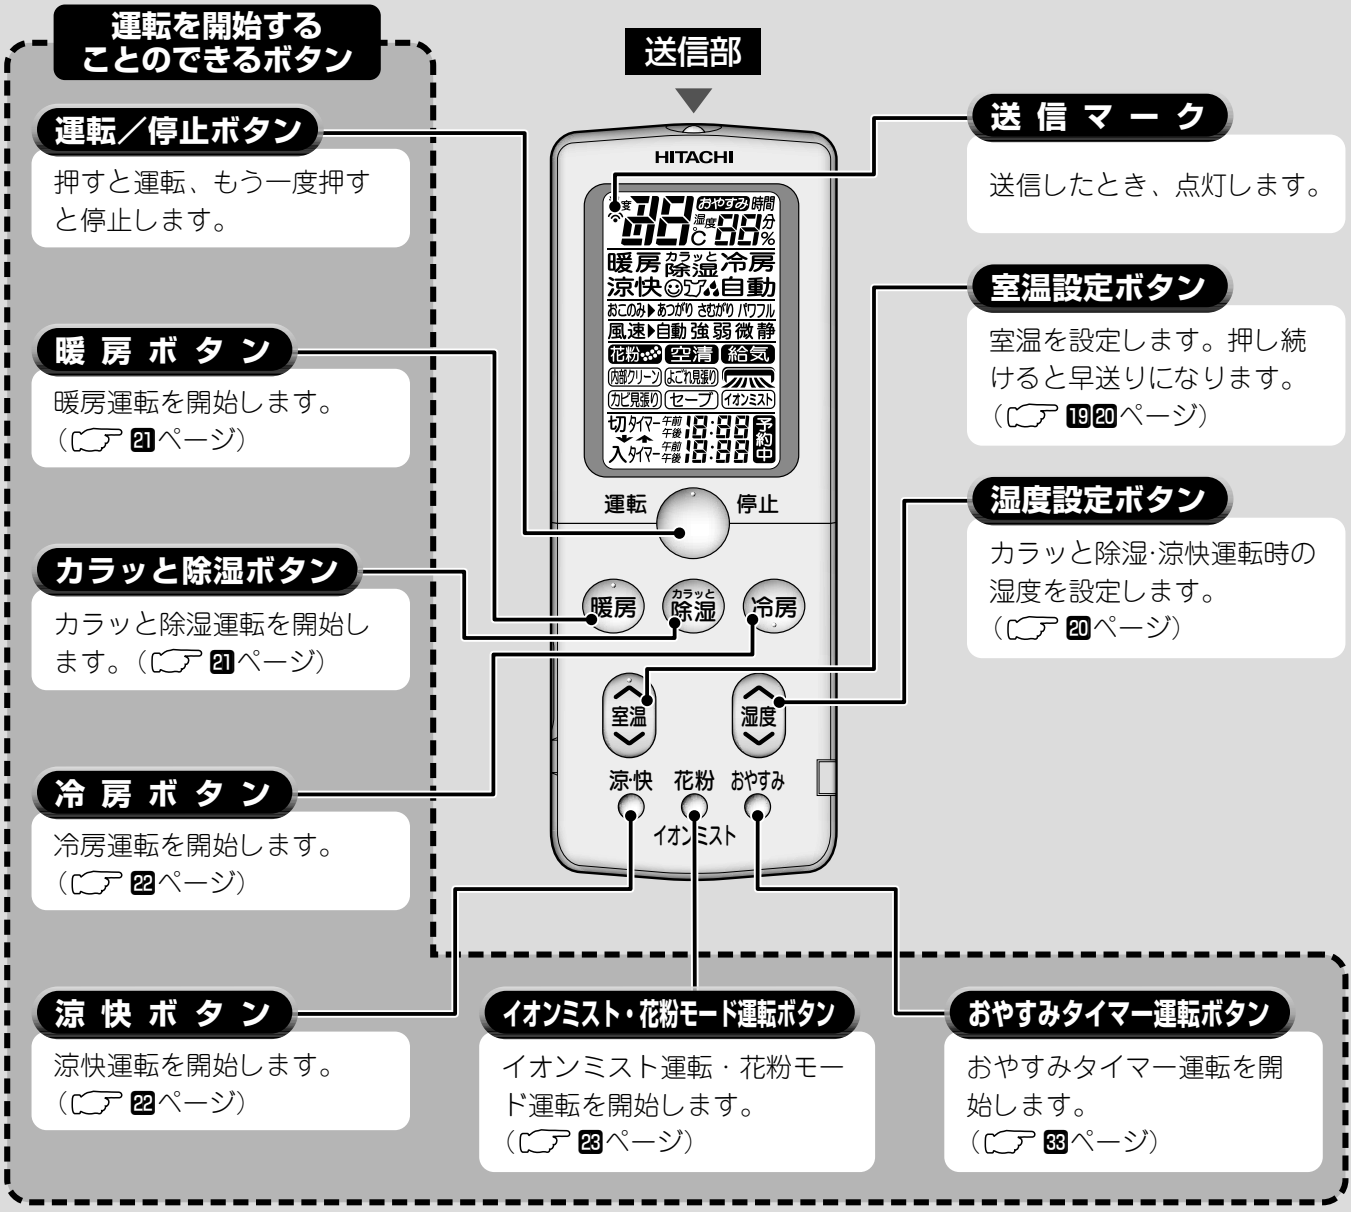 運転を開始する
ことのできるボタン
運転／停止ボタン
押すと運転、もう一度押す
と停止します。
暖房ボタン
暖房運転を開始します。
（21ページ）
カラッと除湿ボタン
カラッと除湿運転を開始し
ます。（21ページ）
冷房ボタン
冷房運転を開始します。
（22ページ）
涼快ボタン
涼快運転を開始します。
（22ページ）
送信部
HITACHI
度 88 おやすみ 時間
℃ 湿度 88 分
%
暖房 カラッと除湿 冷房
涼快 自動
おこのみ▶あつがり さむがり パワフル
風速▶自動 強 弱 微 静
花粉 空清 給気
内部クリーン よごれ見張り
カビ見張り セーブ イオンミスト
切タイマー 午前 午後 18:88 予約中
入タイマー 午前 午後 18:88
運転 停止
暖房 カラッと除湿 冷房
室温 湿度
涼快 花粉 おやすみ
イオンミスト
送信マーク
送信したとき、点灯します。
室温設定ボタン
室温を設定します。押し続
けると早送りになります。
（19 20ページ）
湿度設定ボタン
カラッと除湿・涼快運転時の
湿度を設定します。
（20ページ）
イオンミスト・花粉モード運転ボタン
イオンミスト運転・花粉モー
ド運転を開始します。
（23ページ）
おやすみタイマー運転ボタン
おやすみタイマー運転を開
始します。
（33ページ）